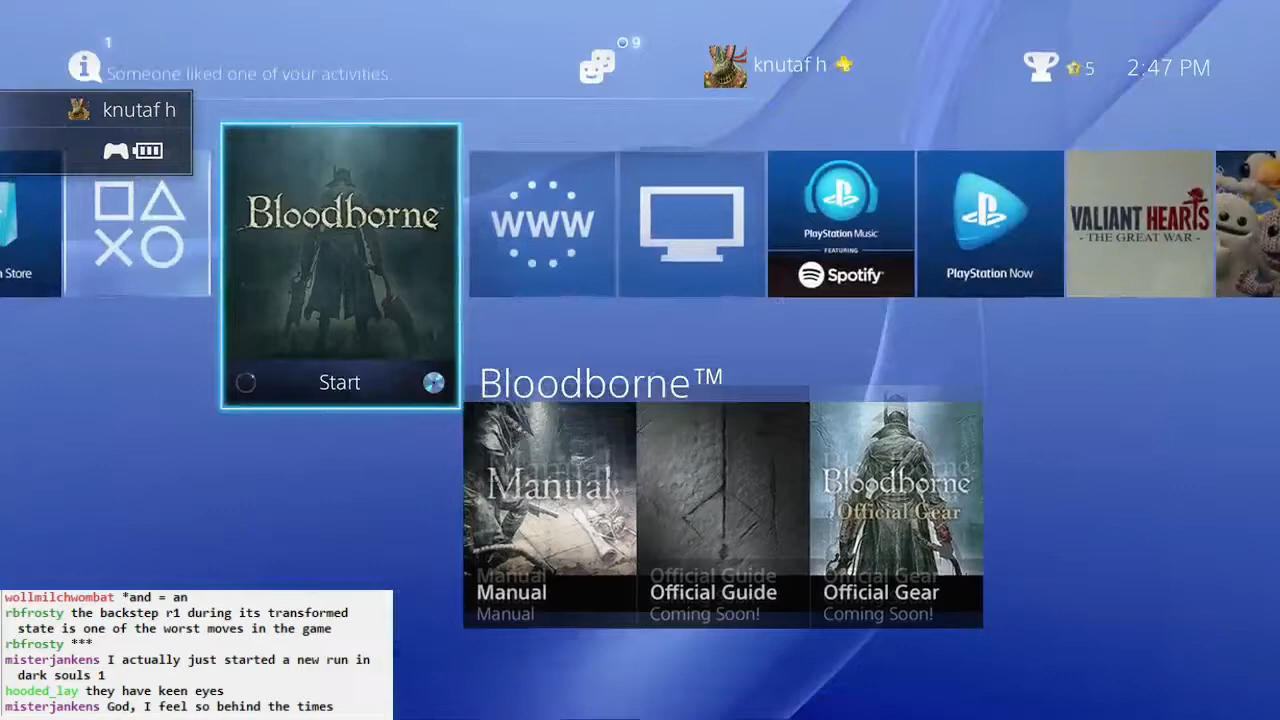 1
Someone liked one of your activities.
9
knutaf h
5
2:47 PM
knutaf h
Store
Bloodborne
Start
WWW
PlayStation Music
FEATURING
Spotify
PlayStation Now
VALIANT HEARTS
- THE GREAT WAR -
Bloodborne™
Manual
Bloodborne
Official Gear
Manual
Manual
Official Guide
Coming Soon!
Official Gear
Coming Soon!
wollmilchwombat *and = an
rbfrosty the backstep r1 during its transformed
state is one of the worst moves in the game
rbfrosty ***
misterjankens I actually just started a new run in
dark souls 1
hooded_lay they have keen eyes
misterjankens God, I feel so behind the times